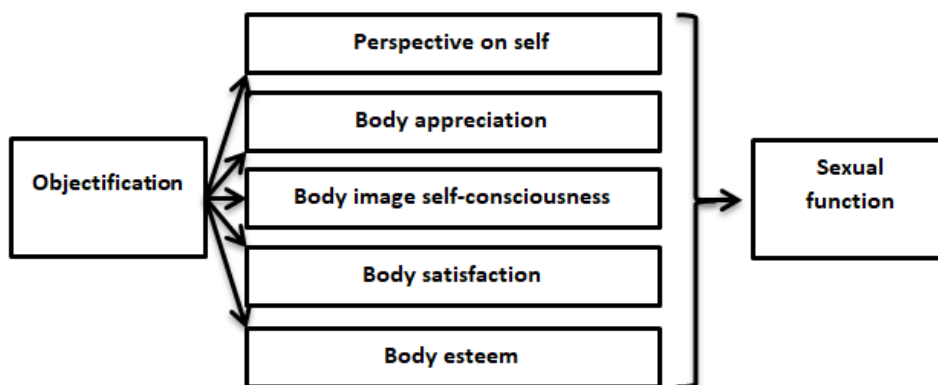 Perspective on self
Body appreciation
Objectification
Body image self-consciousness
Sexual
function
Body satisfaction
Body esteem